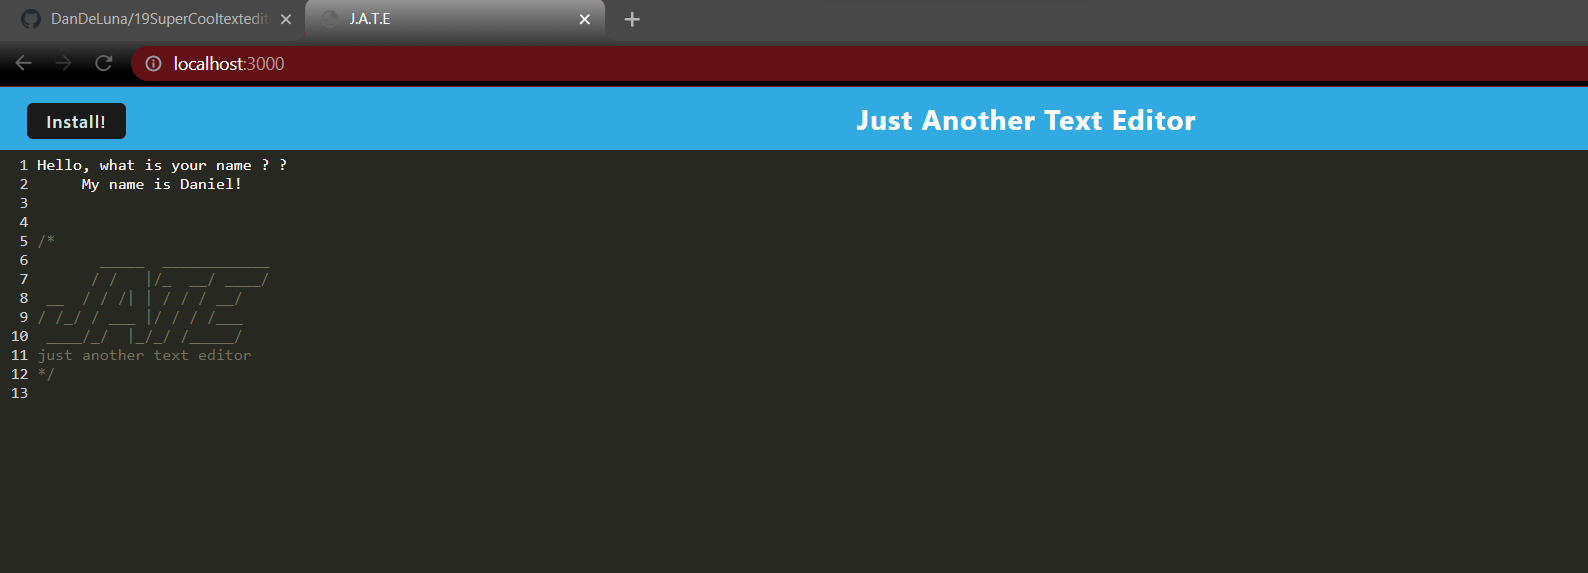 DanDeLuna/19SuperCooltextedit
J.A.T.E
localhost:3000
Install!
Just Another Text Editor
1 Hello, what is your name ? ?
2      My name is Daniel!
3
4
5 /*
6        _____  ____________
7       / /   |/_  __/ ____/
8  __  / / /| | / / / __/
9 / /_/ / ___ |/ / / /___
10  ____/_/  |_/_/ /_____/
11 just another text editor
12 */
13